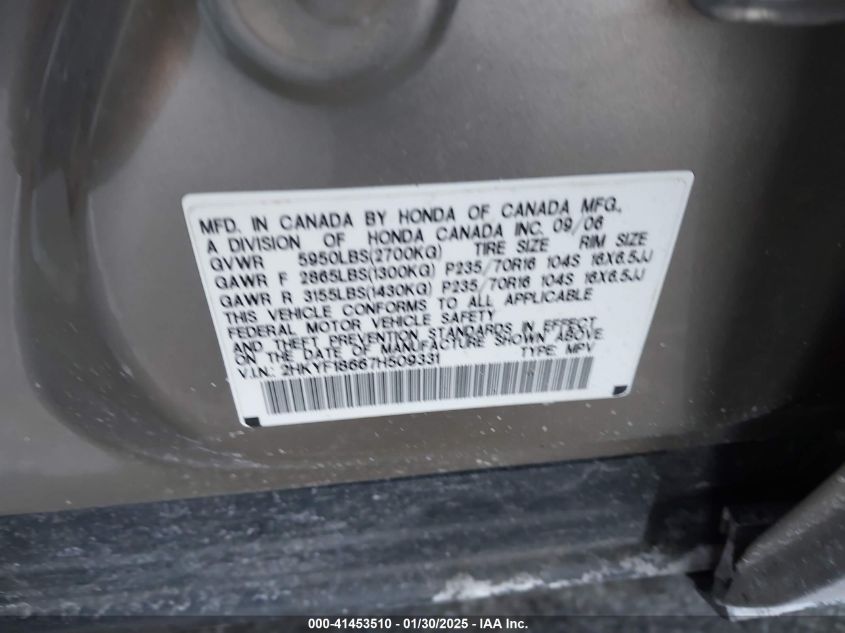 MFD. IN CANADA BY HONDA OF CANADA MFG.,
A DIVISION OF HONDA CANADA INC. 09/06
GVWR 5950LBS(2700KG) TIRE SIZE RIM SIZE
GAWR F 2865LBS(1300KG) P235/70R16 104S 16X6.5JJ
GAWR R 3155LBS(1430KG) P235/70R16 104S 16X6.5JJ
THIS VEHICLE CONFORMS TO ALL APPLICABLE
FEDERAL MOTOR VEHICLE SAFETY
AND THEFT PREVENTION STANDARDS IN EFFECT
ON THE DATE OF MANUFACTURE SHOWN ABOVE.
V.I.N.: 2HKYF18667H509331 TYPE: MPV
000-41453510 - 01/30/2025 - IAA Inc.